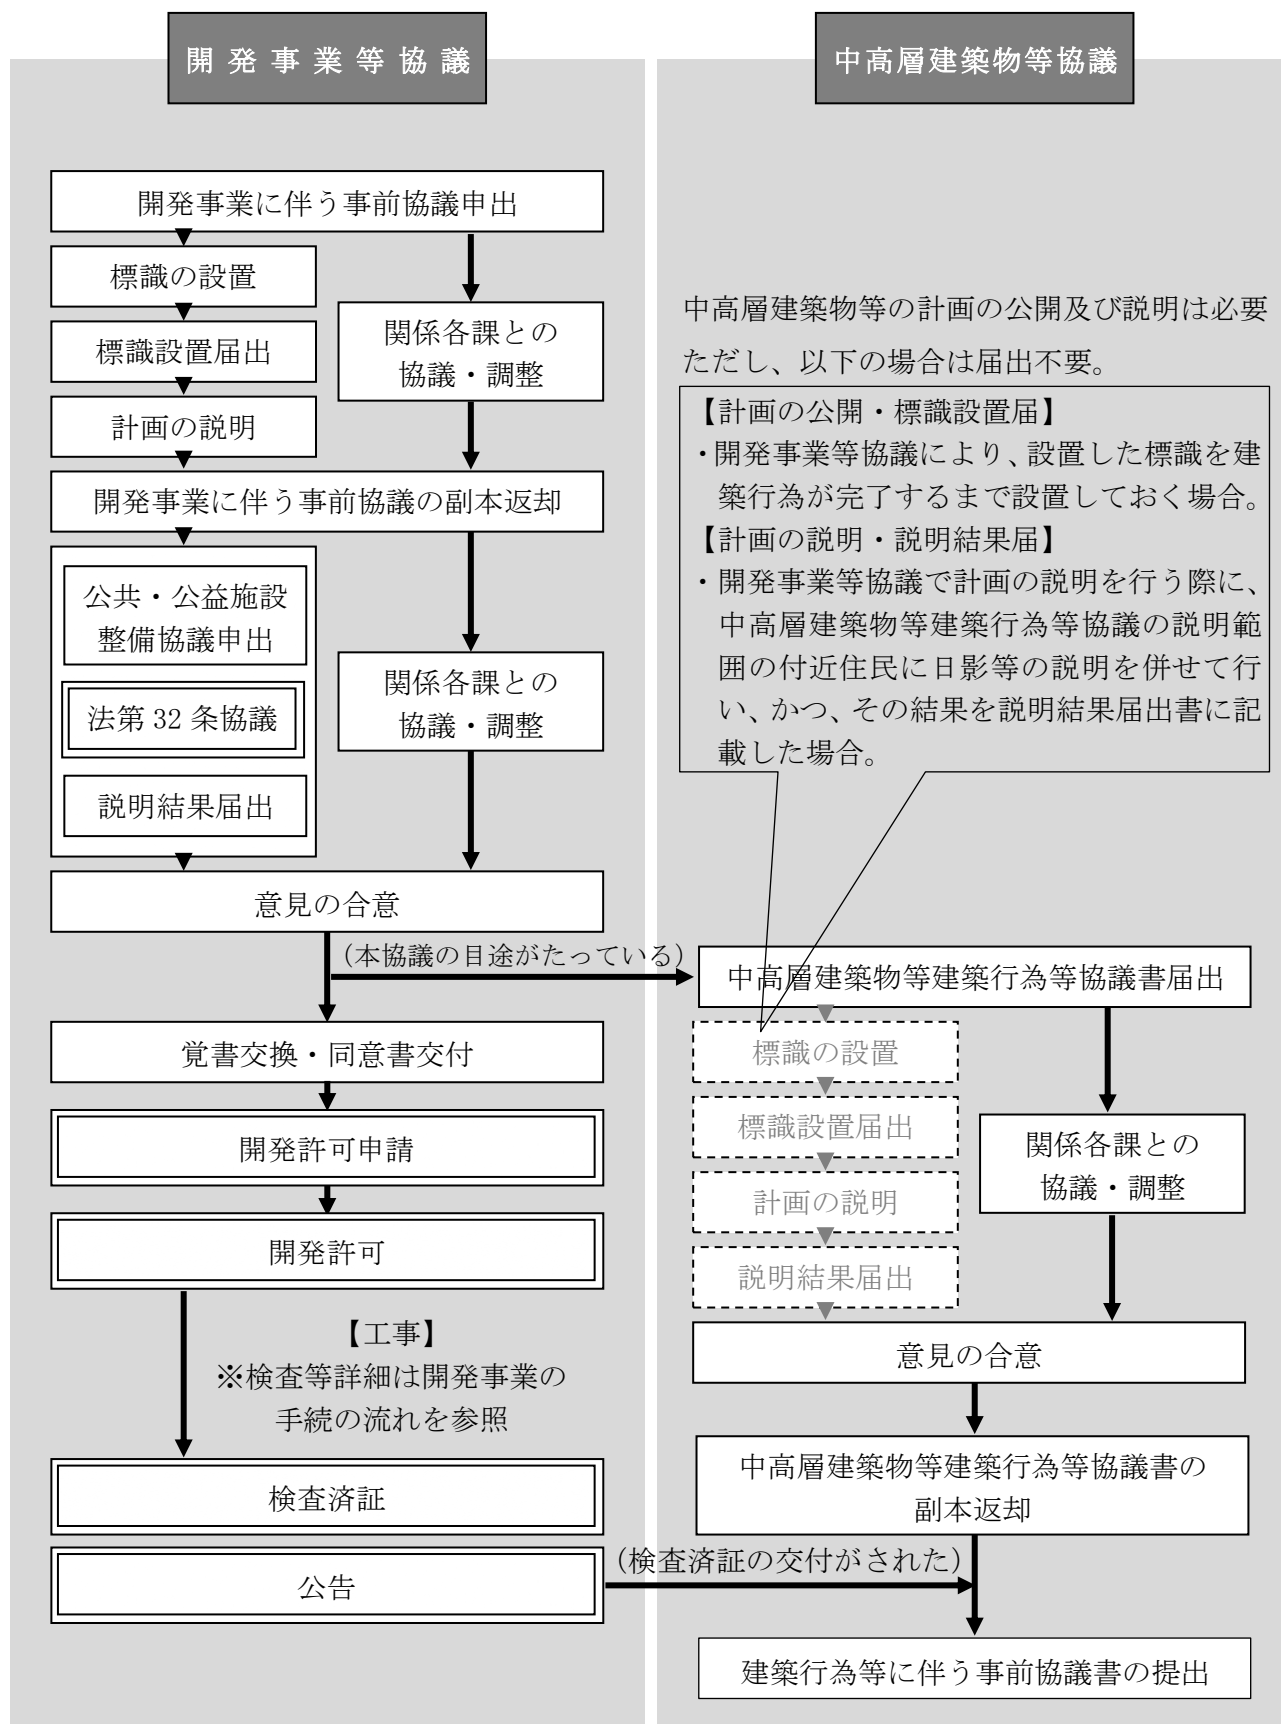 開発事業等協議
開発事業に伴う事前協議申出
標識の設置
標識設置届出
計画の説明
関係各課との
協議・調整
開発事業に伴う事前協議の副本返却
公共・公益施設
整備協議申出
法第 32 条協議
説明結果届出
関係各課との
協議・調整
意見の合意
(本協議の目途がたっている)
覚書交換・同意書交付
開発許可申請
開発許可
【工事】
※検査等詳細は開発事業の
手続の流れを参照
検査済証
公告
(検査済証の交付がされた)
中高層建築物等協議
中高層建築物等の計画の公開及び説明は必要
ただし、以下の場合は届出不要。
【計画の公開・標識設置届】
・開発事業等協議により、設置した標識を建
築行為が完了するまで設置しておく場合。
【計画の説明・説明結果届】
・開発事業等協議で計画の説明を行う際に、
中高層建築物等建築行為等協議の説明範
囲の付近住民に日影等の説明を併せて行
い、かつ、その結果を説明結果届出書に記
載した場合。
中高層建築物等建築行為等協議書届出
標識の設置
標識設置届出
計画の説明
説明結果届出
関係各課との
協議・調整
意見の合意
中高層建築物等建築行為等協議書の
副本返却
建築行為等に伴う事前協議書の提出